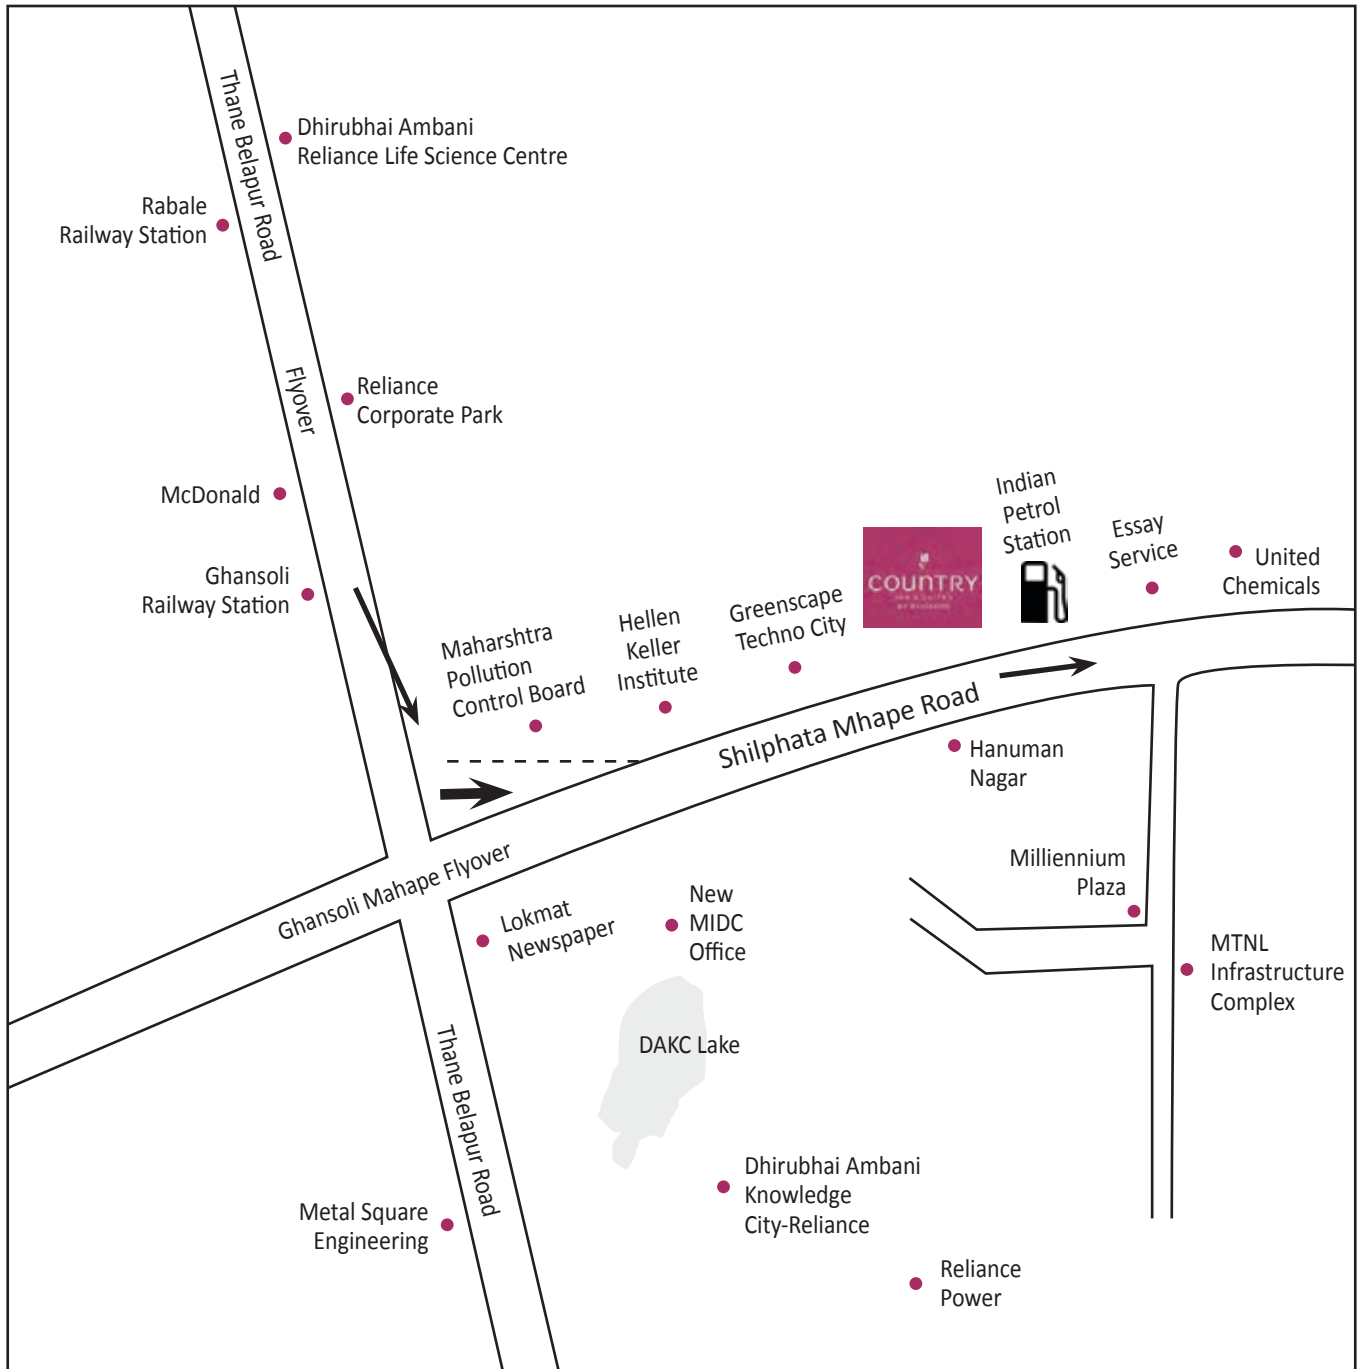 Thane Belapur Road
Dhirubhai Ambani
Reliance Life Science Centre
Rabale
Railway Station
Flyover
Reliance
Corporate Park
McDonald
Ghansoli
Railway Station
Maharshtra
Pollution
Control Board
Hellen
Keller
Institute
Greenscape
Techno City
COUNTRY
Indian
Petrol
Station
Essay
Service
United
Chemicals
Shilphata Mhape Road
Hanuman
Nagar
Ghansoli Mahape Flyover
Lokmat
Newspaper
New
MIDC
Office
Milliennium
Plaza
MTNL
Infrastructure
Complex
DAKC Lake
Thane Belapur Road
Metal Square
Engineering
Dhirubhai Ambani
Knowledge
City-Reliance
Reliance
Power